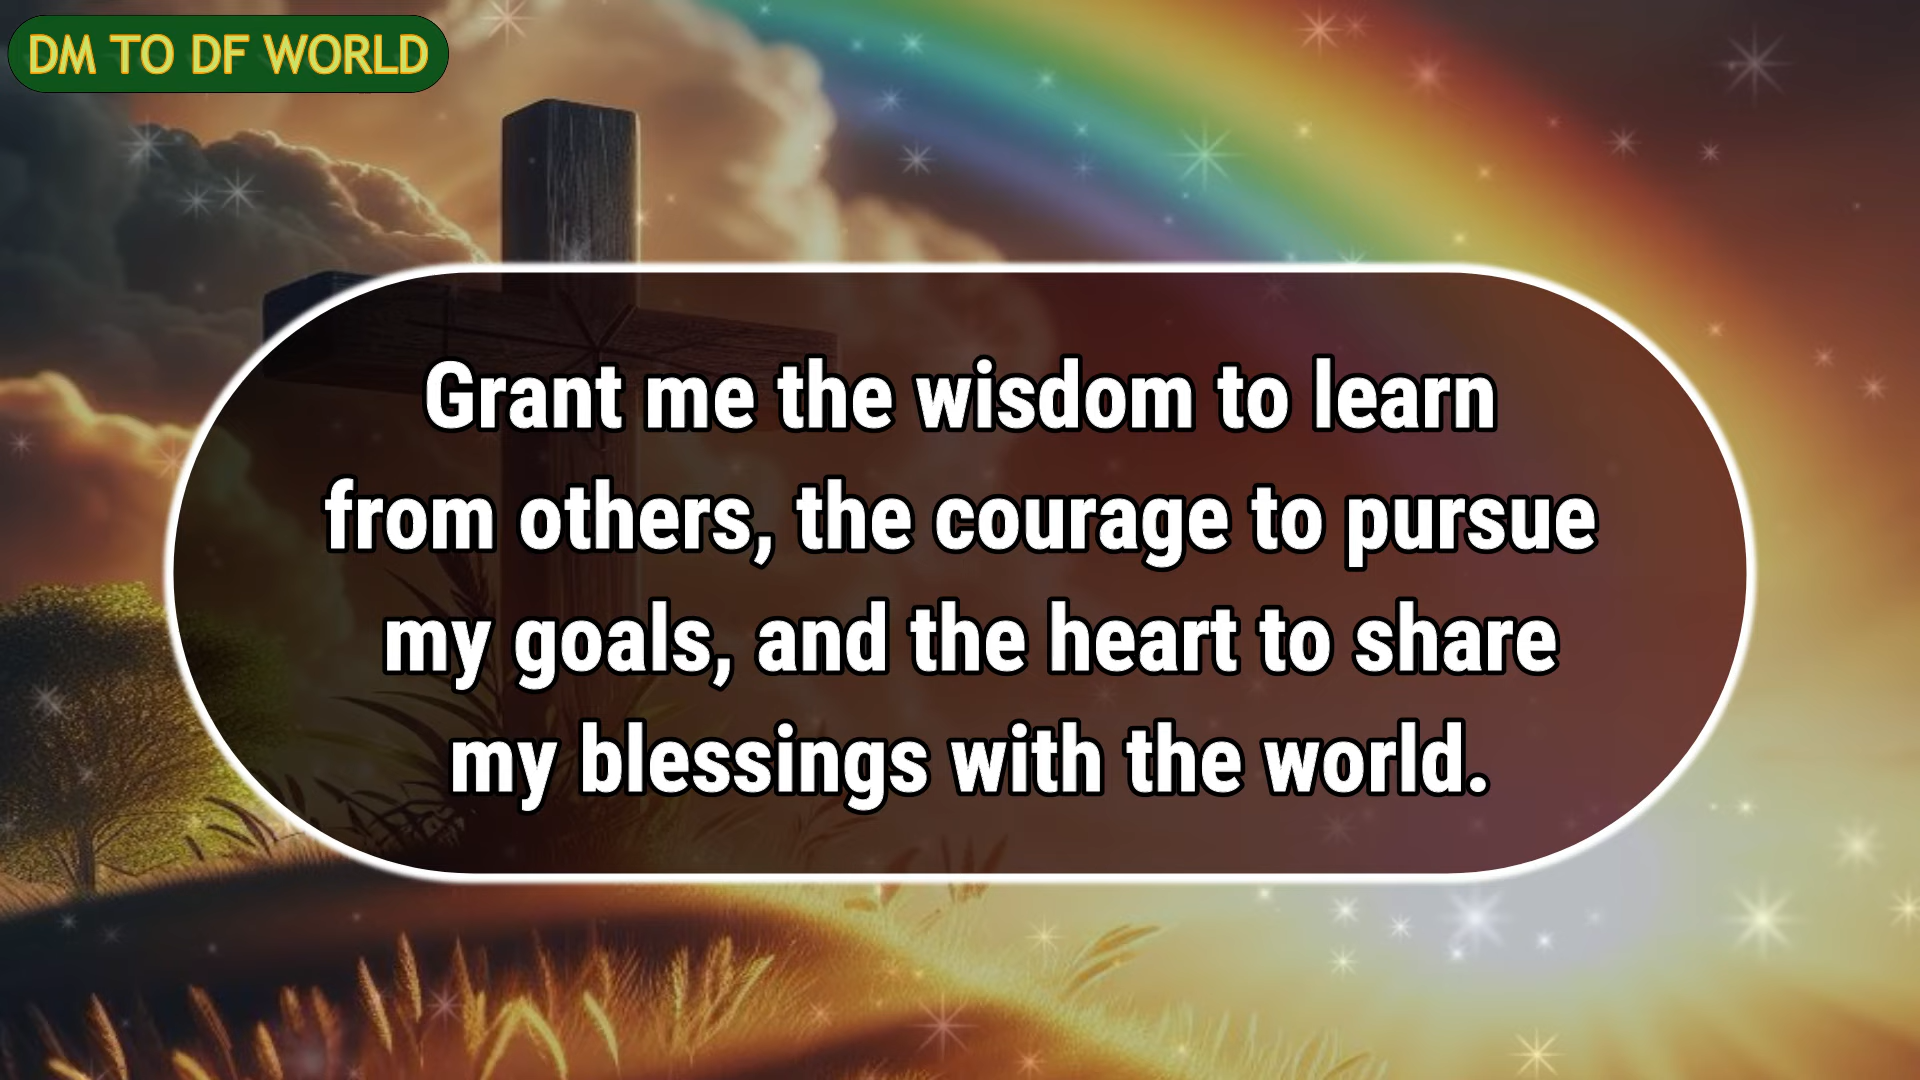 DM TO DF WORLD
Grant me the wisdom to learn
from others, the courage to pursue
my goals, and the heart to share
my blessings with the world.